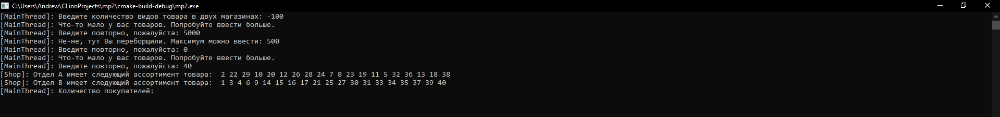 C:\Users\Andrew\CLionProjects\mp2\cmake-build-debug\mp2.exe
[MainThread]: Введите количество видов товара в двух магазинах: -100
[MainThread]: Что-то мало у вас товаров. Попробуйте ввести больше.
[MainThread]: Введите повторно, пожалуйста: 5000
[MainThread]: Не-не, тут Вы переборщили. Максимум можно ввести: 500
[MainThread]: Введите повторно, пожалуйста: 0
[MainThread]: Что-то мало у вас товаров. Попробуйте ввести больше.
[MainThread]: Введите повторно, пожалуйста: 40
[Shop]: Отдел A имеет следующий ассортимент товара:  2 22 29 10 20 12 26 28 24 7 8 23 19 11 5 32 36 13 18 38
[Shop]: Отдел B имеет следующий ассортимент товара:  1 3 4 6 9 14 15 16 17 21 25 27 30 31 33 34 35 37 39 40
[MainThread]: Количество покупателей: